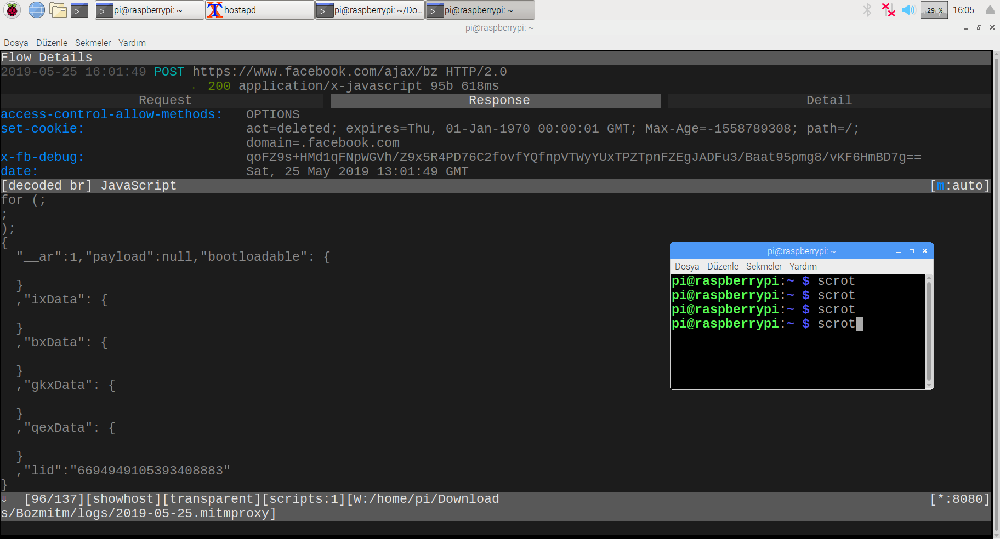 pi@raspberrypi: ~
hostapd
pi@raspberrypi: ~/Do...
pi@raspberrypi: ~
29 %
16:05
pi@raspberrypi: ~
Dosya Düzenle Sekmeler Yardım
Flow Details
2019-05-25 16:01:49 POST https://www.facebook.com/ajax/bz HTTP/2.0
← 200 application/x-javascript 95b 618ms
Request Response Detail
access-control-allow-methods: OPTIONS
set-cookie: act=deleted; expires=Thu, 01-Jan-1970 00:00:01 GMT; Max-Age=-1558789308; path=/;
domain=.facebook.com
x-fb-debug: qoFZ9s+HMd1qFNpWGVh/Z9x5R4PD76C2fovfYQfnpVTWyYUxTPZTpnFZEgJADFu3/Baat95pmg8/vKF6HmBD7g==
date: Sat, 25 May 2019 13:01:49 GMT
[decoded br] JavaScript [m:auto]
for (;
;
);
{
"__ar":1,"payload":null,"bootloadable": {
}
,"ixData": {
}
,"bxData": {
}
,"gkxData": {
}
,"qexData": {
}
,"lid":"6694949105393408883"
}
⇩ [96/137][showhost][transparent][scripts:1][W:/home/pi/Download [*:8080]
s/Bozmitm/logs/2019-05-25.mitmproxy]
pi@raspberrypi: ~
Dosya Düzenle Sekmeler Yardım
pi@raspberrypi:~ $ scrot
pi@raspberrypi:~ $ scrot
pi@raspberrypi:~ $ scrot
pi@raspberrypi:~ $ scrot